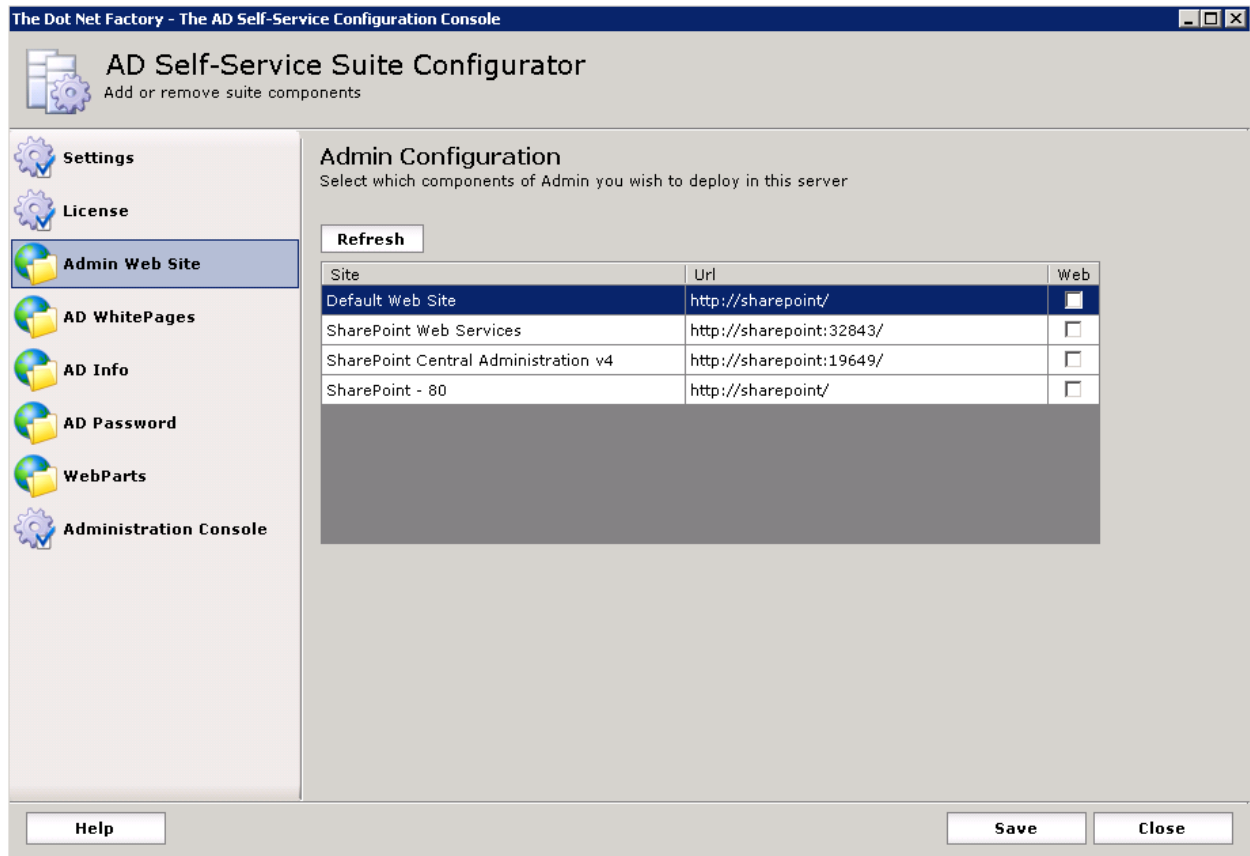 The Dot Net Factory - The AD Self-Service Configuration Console
AD Self-Service Suite Configurator
Add or remove suite components
Settings
License
Admin Web Site
AD WhitePages
AD Info
AD Password
WebParts
Administration Console
Admin Configuration
Select which components of Admin you wish to deploy in this server
Refresh
Site Url Web
Default Web Site http://sharepoint/
SharePoint Web Services http://sharepoint:32843/
SharePoint Central Administration v4 http://sharepoint:19649/
SharePoint - 80 http://sharepoint/
Help Save Close